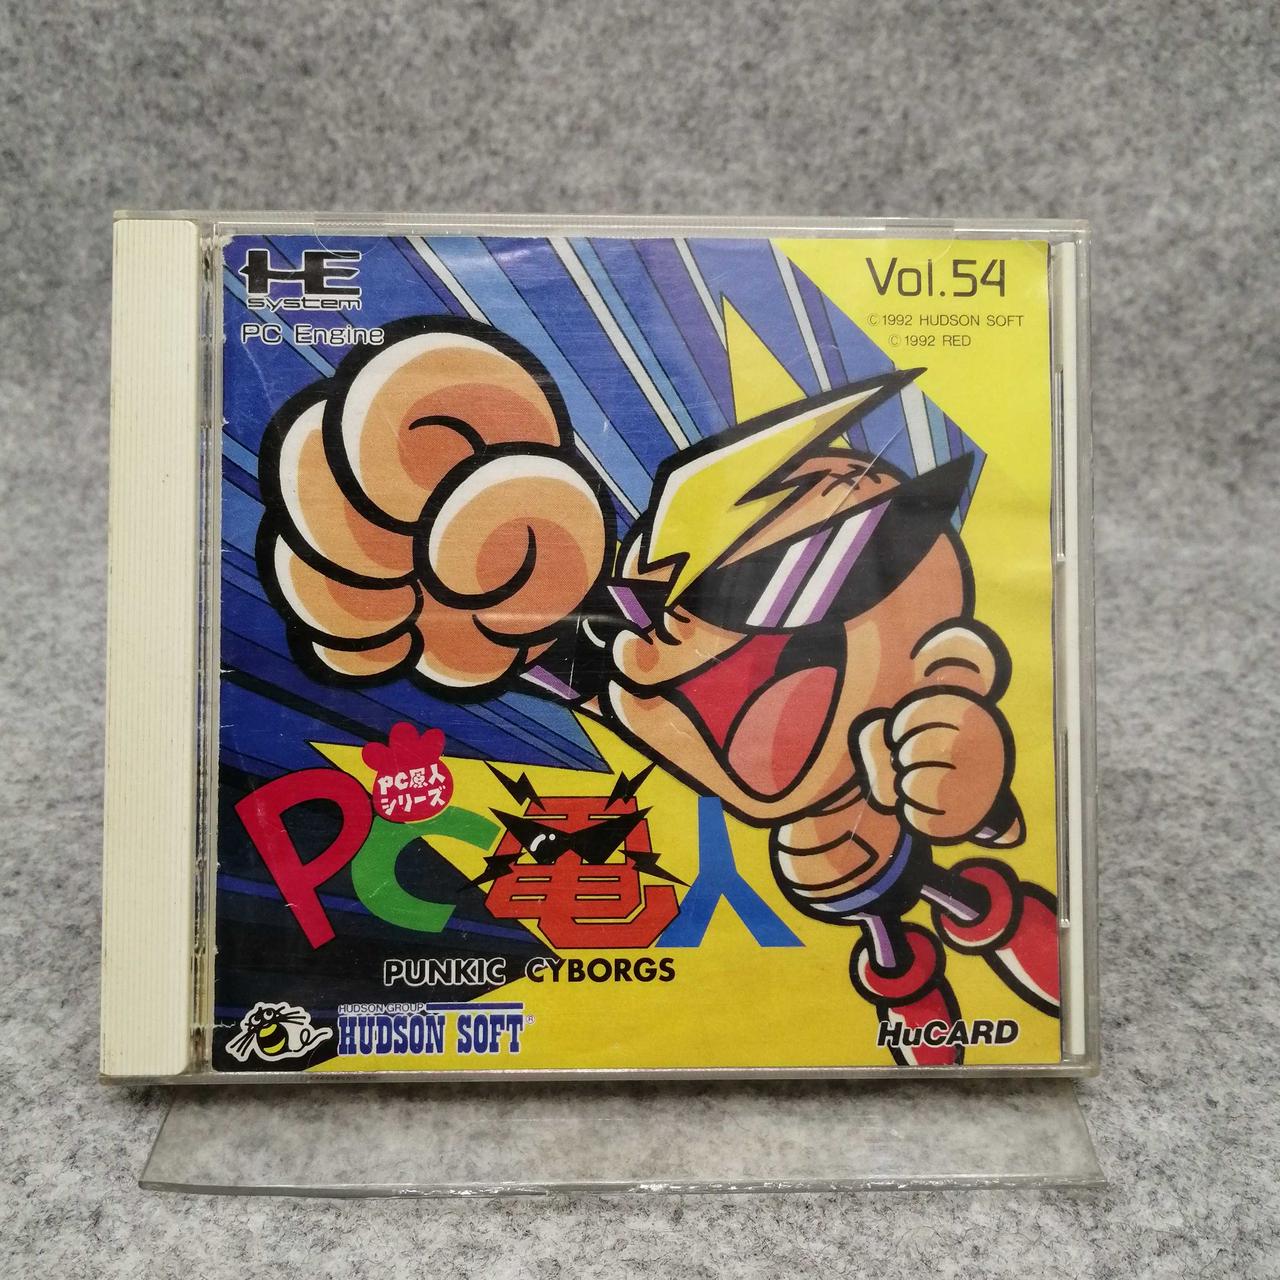 HE
system
PC Engine
Vol.54
© 1992 HUDSON SOFT
© 1992 RED
PC原人
シリーズ
PC電人
PUNKIC CYBORGS
HUDSON GROUP
HUDSON SOFT®
HuCARD